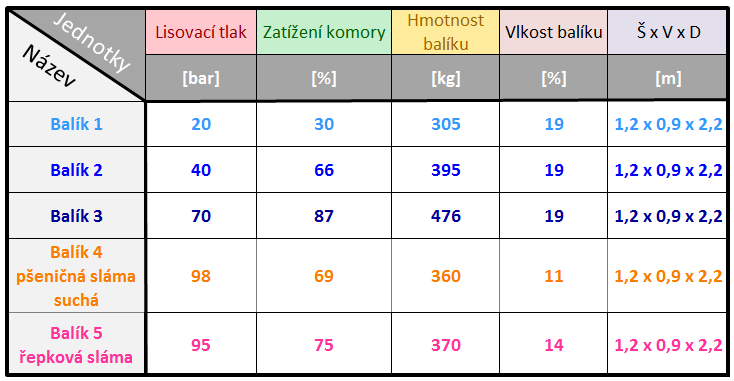 Jednotky
Název
Lisovací tlak
Zatížení komory
Hmotnost
balíku
Vlkost balíku
Š x V x D
[bar]
[%]
[kg]
[%]
[m]
Balík 1
20
30
305
19
1,2 x 0,9 x 2,2
Balík 2
40
66
395
19
1,2 x 0,9 x 2,2
Balík 3
70
87
476
19
1,2 x 0,9 x 2,2
Balík 4
pšeničná sláma
suchá
98
69
360
11
1,2 x 0,9 x 2,2
Balík 5
řepková sláma
95
75
370
14
1,2 x 0,9 x 2,2